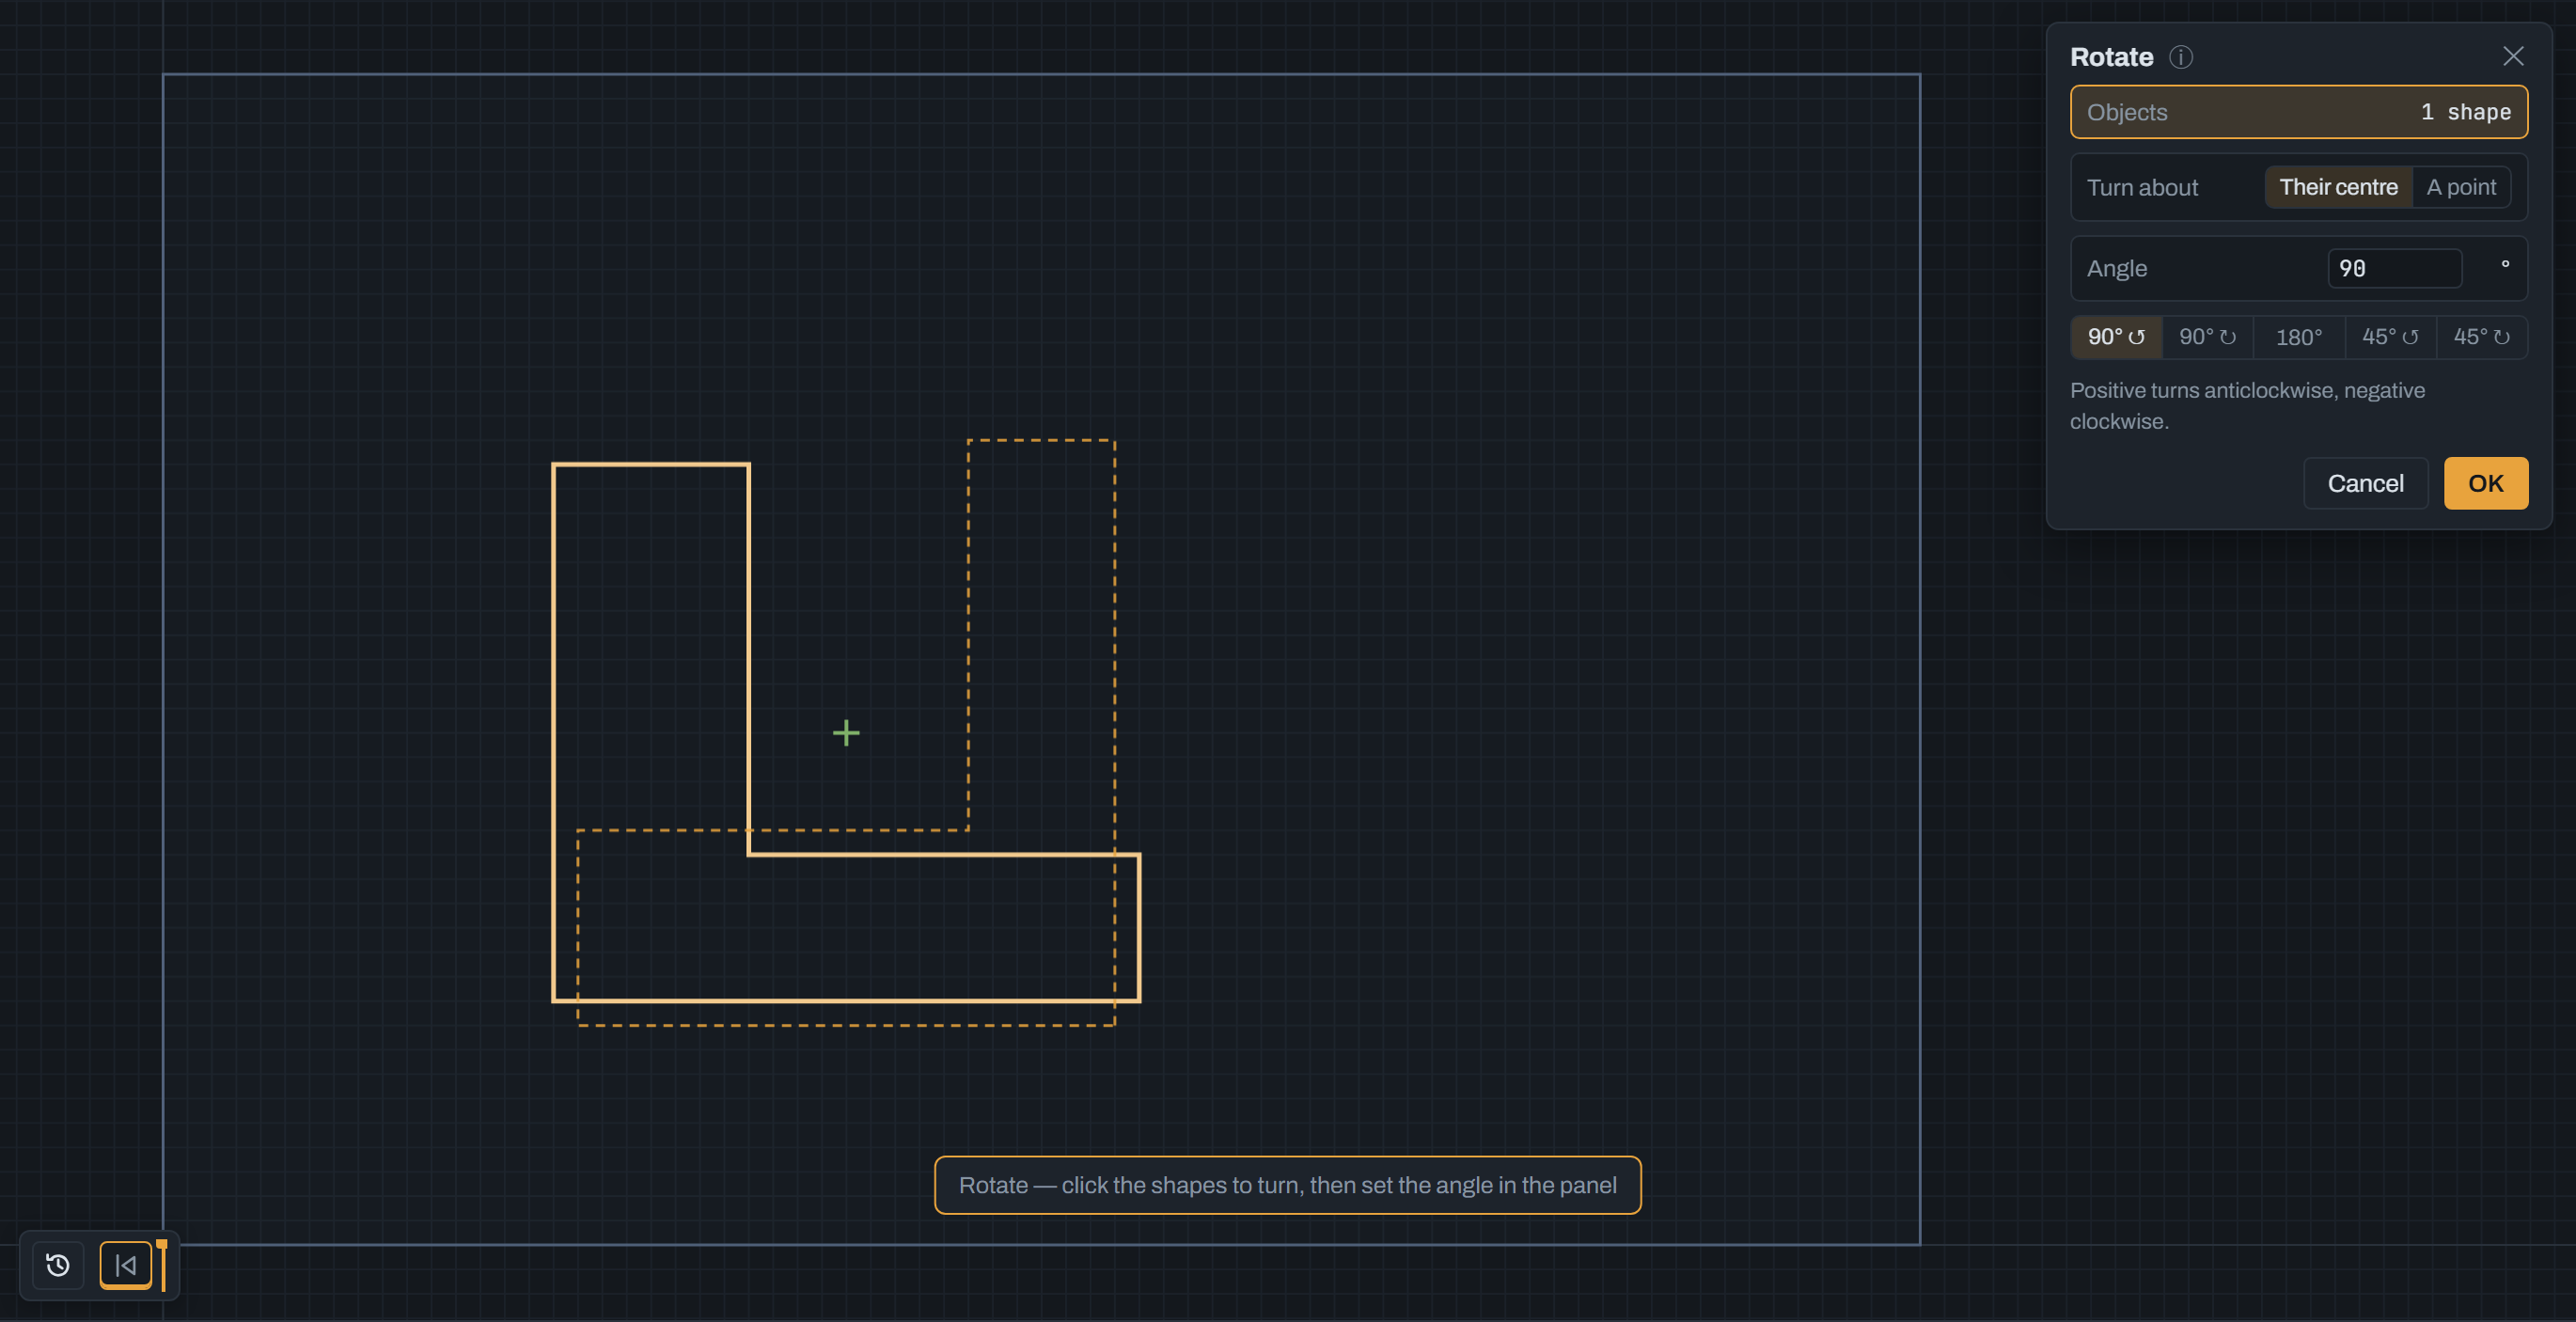 Rotate ⓘ
Objects 1 shape
Turn about Their centre A point
Angle 90 °
90° ↺ 90° ↻ 180° 45° ↺ 45° ↻
Positive turns anticlockwise, negative
clockwise.
Cancel OK
Rotate — click the shapes to turn, then set the angle in the panel